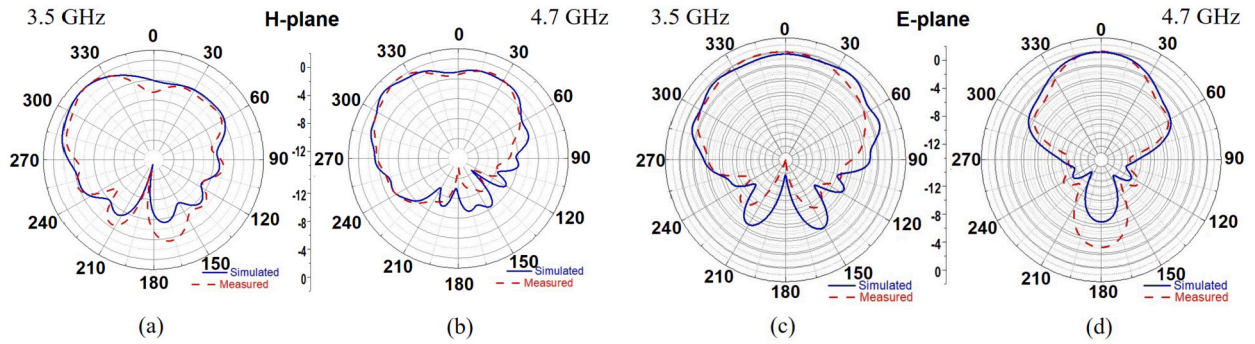 3.5 GHz H-plane 4.7 GHz
0 30 60 90 120 150 180 210 240 270 300 330
0 -4 -8 -12 -12 -8 -4 0
0 30 60 90 120 150 180 210 240 270 300 330
Simulated
Measured
Simulated
Measured
(a) (b)
3.5 GHz E-plane 4.7 GHz
0 30 60 90 120 150 180 210 240 270 300 330
0 -4 -8 -12 -12 -8 -4 0
0 30 60 90 120 150 180 210 240 270 300 330
Simulated
Measured
Simulated
Measured
(c) (d)